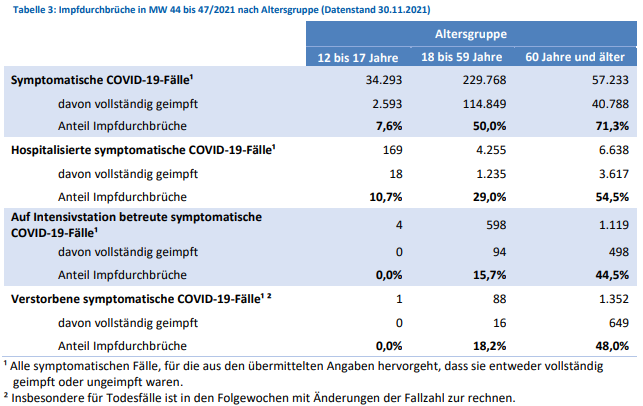 Tabelle 3: Impfdurchbrüche in MW 44 bis 47/2021 nach Altersgruppe (Datenstand 30.11.2021)
Altersgruppe
12 bis 17 Jahre 18 bis 59 Jahre 60 Jahre und älter
Symptomatische COVID-19-Fälle¹ 34.293 229.768 57.233
davon vollständig geimpft 2.593 114.849 40.788
Anteil Impfdurchbrüche 7,6% 50,0% 71,3%
Hospitalisierte symptomatische COVID-19-Fälle¹ 169 4.255 6.638
davon vollständig geimpft 18 1.235 3.617
Anteil Impfdurchbrüche 10,7% 29,0% 54,5%
Auf Intensivstation betreute symptomatische
COVID-19-Fälle¹ 4 598 1.119
davon vollständig geimpft 0 94 498
Anteil Impfdurchbrüche 0,0% 15,7% 44,5%
Verstorbene symptomatische COVID-19-Fälle¹ ² 1 88 1.352
davon vollständig geimpft 0 16 649
Anteil Impfdurchbrüche 0,0% 18,2% 48,0%
¹ Alle symptomatischen Fälle, für die aus den übermittelten Angaben hervorgeht, dass sie entweder vollständig
geimpft oder ungeimpft waren.
² Insbesondere für Todesfälle ist in den Folgewochen mit Änderungen der Fallzahl zu rechnen.